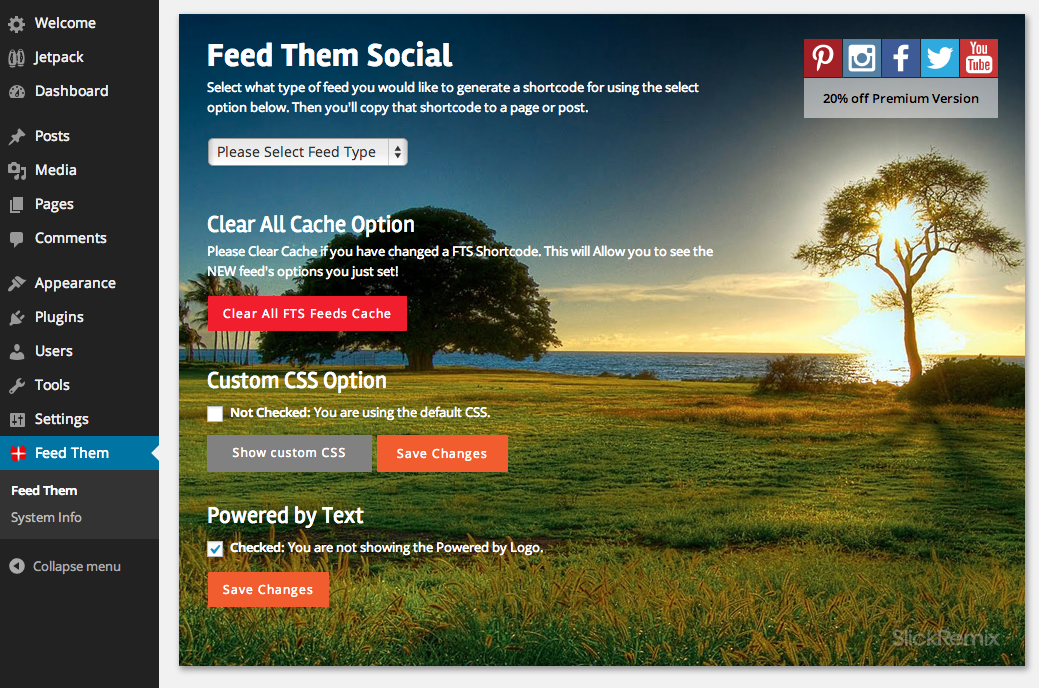 Welcome
Jetpack
Dashboard
Posts
Media
Pages
Comments
Appearance
Plugins
Users
Tools
Settings
Feed Them
Feed Them
System Info
Collapse menu
Feed Them Social
Select what type of feed you would like to generate a shortcode for using the select
option below. Then you'll copy that shortcode to a page or post.
Please Select Feed Type
You
Tube
20% off Premium Version
Clear All Cache Option
Please Clear Cache if you have changed a FTS Shortcode. This will Allow you to see the
NEW feed's options you just set!
Clear All FTS Feeds Cache
Custom CSS Option
Not Checked: You are using the default CSS.
Show custom CSS
Save Changes
Powered by Text
Checked: You are not showing the Powered by Logo.
Save Changes
SlickRemix